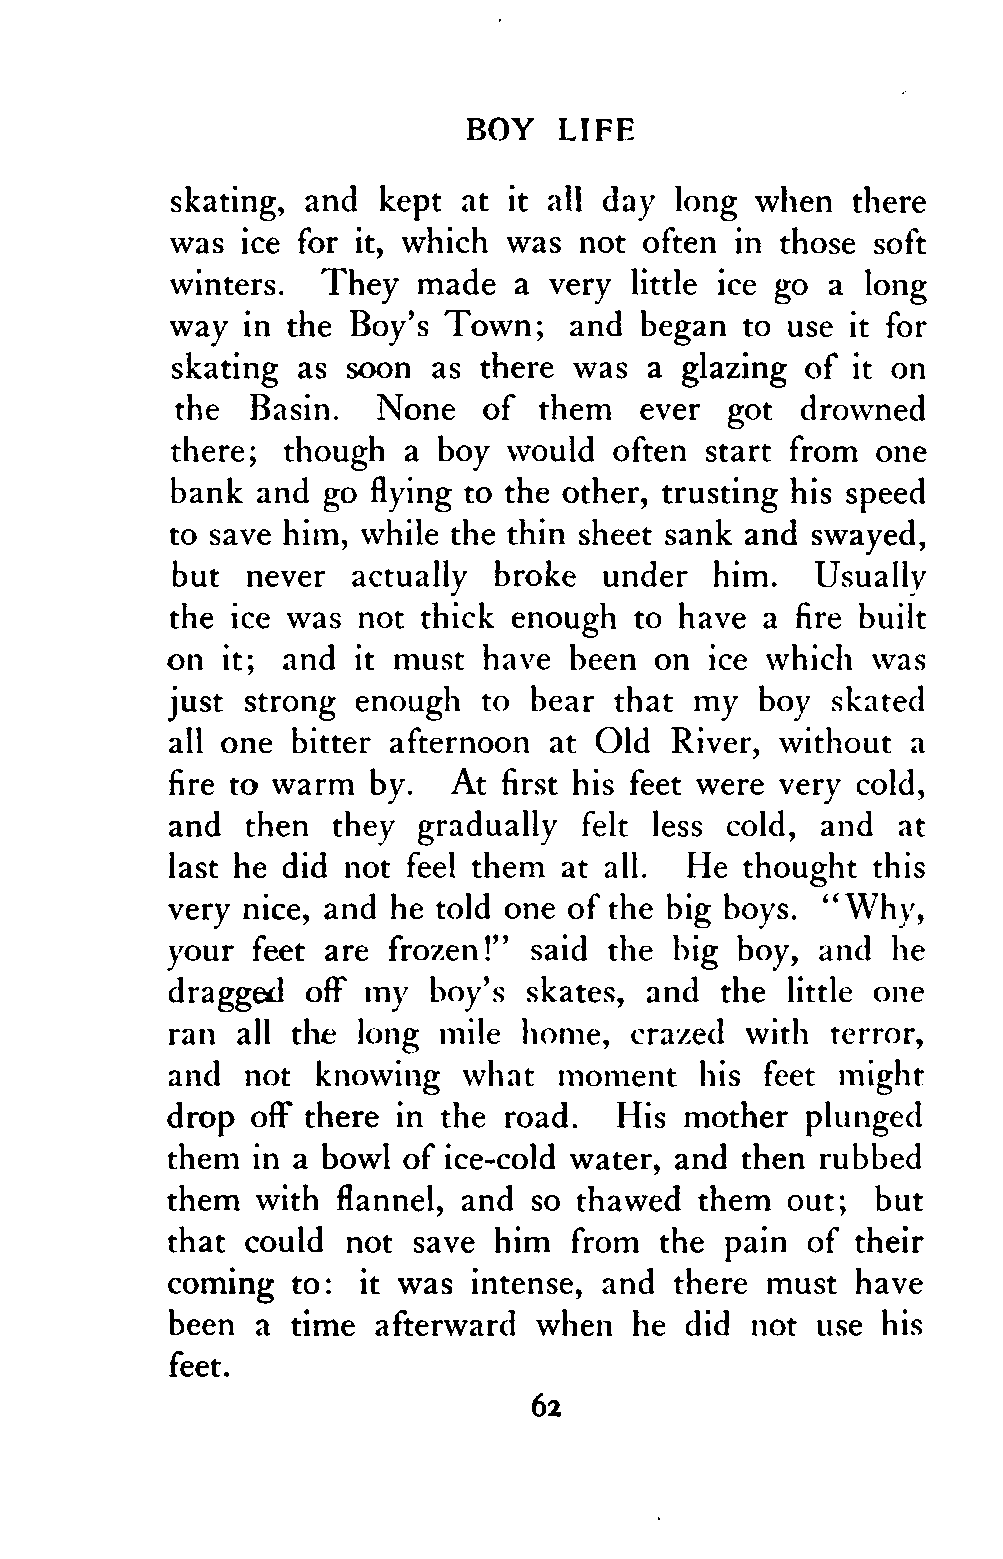 BOY LIFE
skating, and kept at it all day long when there
was ice for it, which was not often in those soft
winters. They made a very little ice go a long
way in the Boy's Town; and began to use it for
skating as soon as there was a glazing of it on
the Basin. None of them ever got drowned
there; though a boy would often start from one
bank and go flying to the other, trusting his speed
to save him, while the thin sheet sank and swayed,
but never actually broke under him. Usually
the ice was not thick enough to have a fire built
on it; and it must have been on ice which was
just strong enough to bear that my boy skated
all one bitter afternoon at Old River, without a
fire to warm by. At first his feet were very cold,
and then they gradually felt less cold, and at
last he did not feel them at all. He thought this
very nice, and he told one of the big boys. "Why,
your feet are frozen!" said the big boy, and he
dragged off my boy's skates, and the little one
ran all the long mile home, crazed with terror,
and not knowing what moment his feet might
drop off there in the road. His mother plunged
them in a bowl of ice-cold water, and then rubbed
them with flannel, and so thawed them out; but
that could not save him from the pain of their
coming to: it was intense, and there must have
been a time afterward when he did not use his
feet.
62